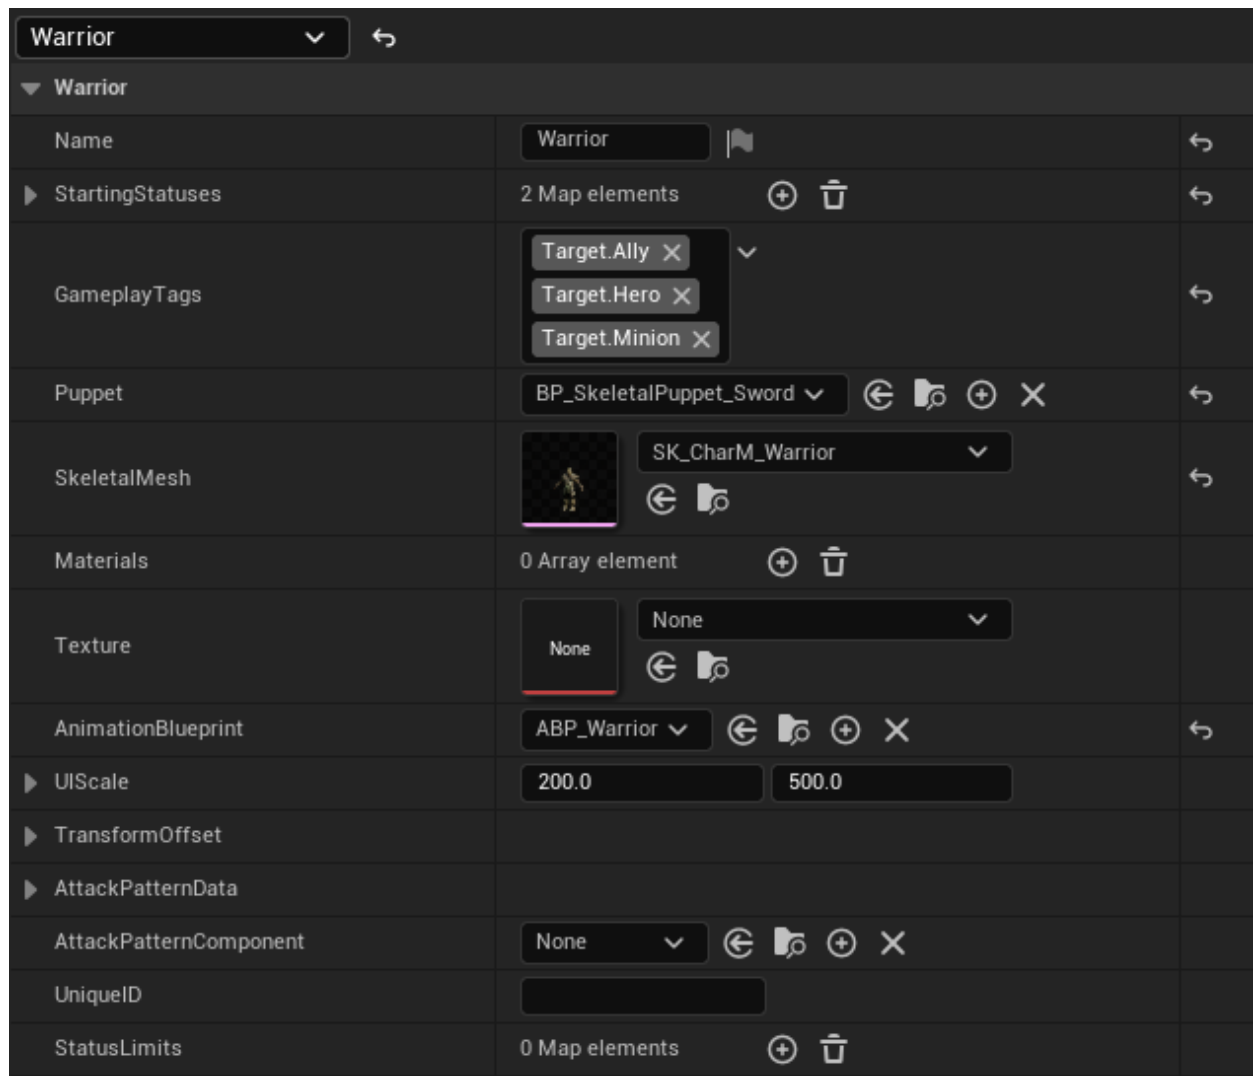 Warrior
Warrior
Name Warrior
StartingStatuses 2 Map elements
Target.Ally
GameplayTags Target.Hero
Target.Minion
Puppet BP_SkeletalPuppet_Sword
SK_CharM_Warrior
SkeletalMesh
Materials 0 Array element
None
Texture None
AnimationBlueprint ABP_Warrior
UIScale 200.0 500.0
TransformOffset
AttackPatternData
AttackPatternComponent None
UniqueID
StatusLimits 0 Map elements